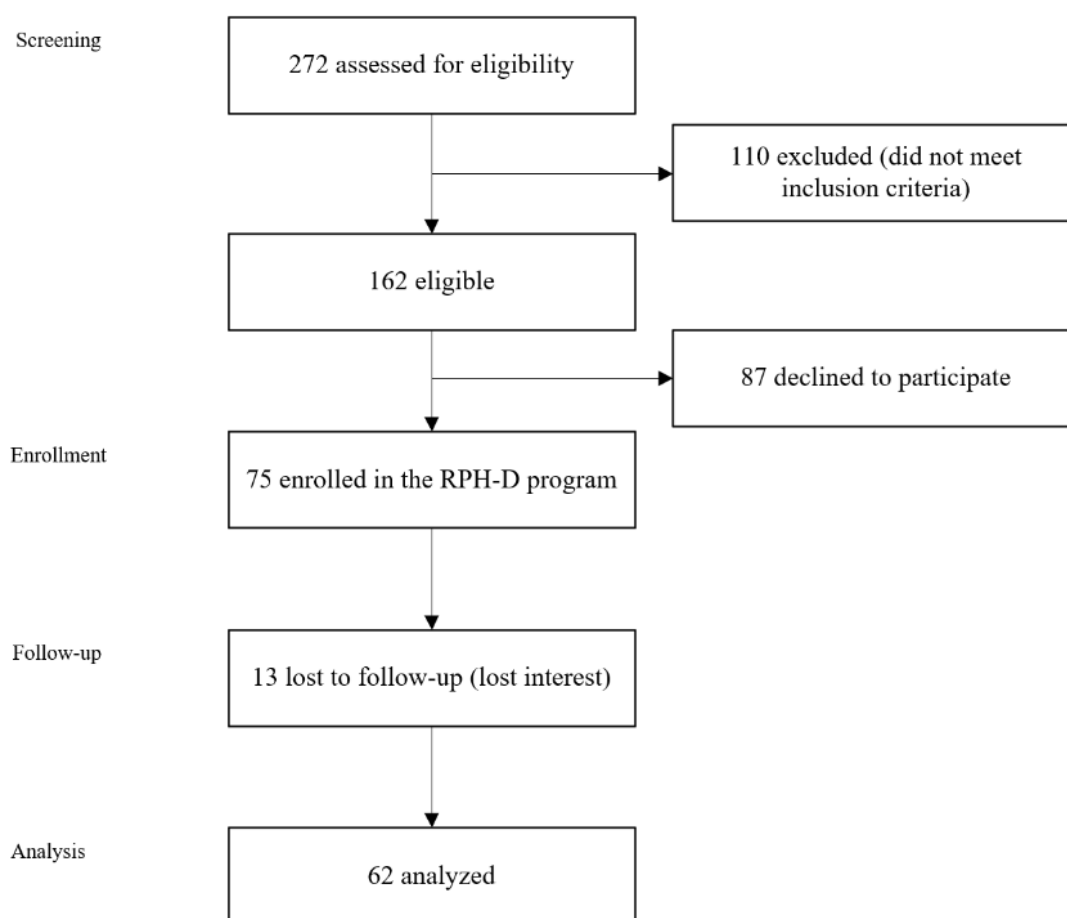 Screening
272 assessed for eligibility
110 excluded (did not meet
inclusion criteria)
162 eligible
87 declined to participate
Enrollment
75 enrolled in the RPH-D program
Follow-up
13 lost to follow-up (lost interest)
Analysis
62 analyzed